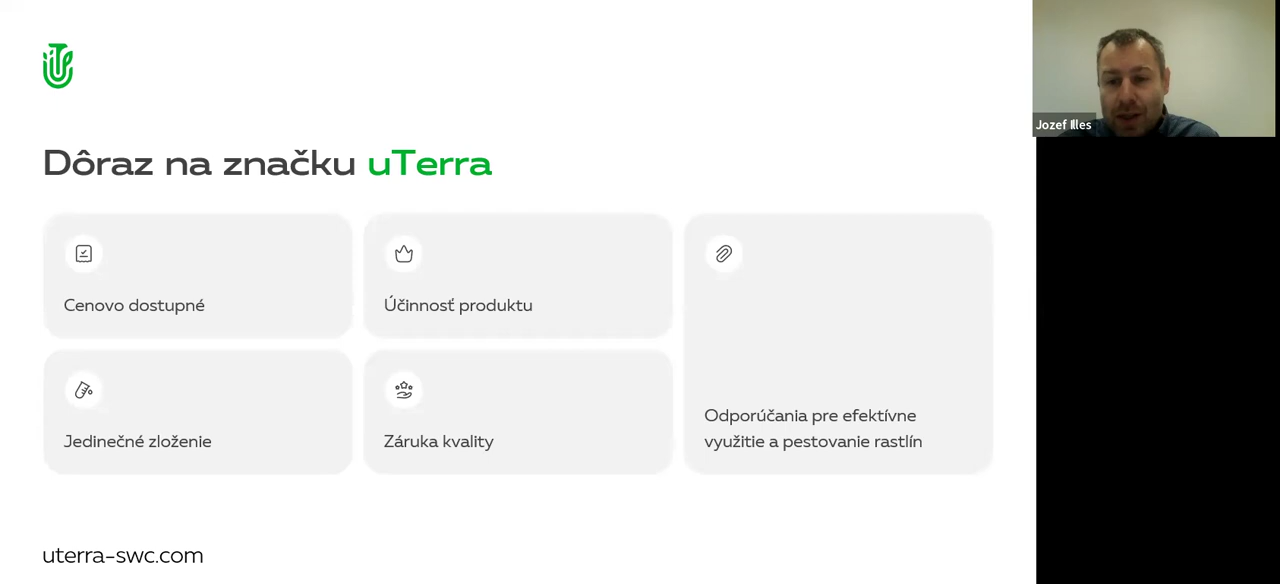 Dôraz na značku uTerra
Cenovo dostupné
Účinnosť produktu
Jedinečné zloženie
Záruka kvality
Odporúčania pre efektívne
využitie a pestovanie rastlín
uterra-swc.com
Jozef Illes